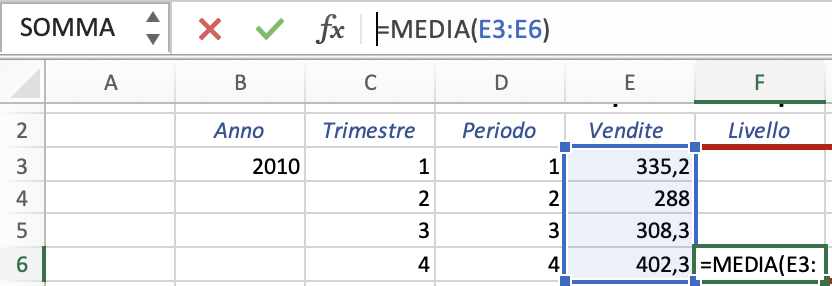 SOMMA fx =MEDIA(E3:E6)
A B C D E F
2 Anno Trimestre Periodo Vendite Livello
3 2010 1 1 335,2
4 2 2 288
5 3 3 308,3
6 4 4 402,3 =MEDIA(E3: